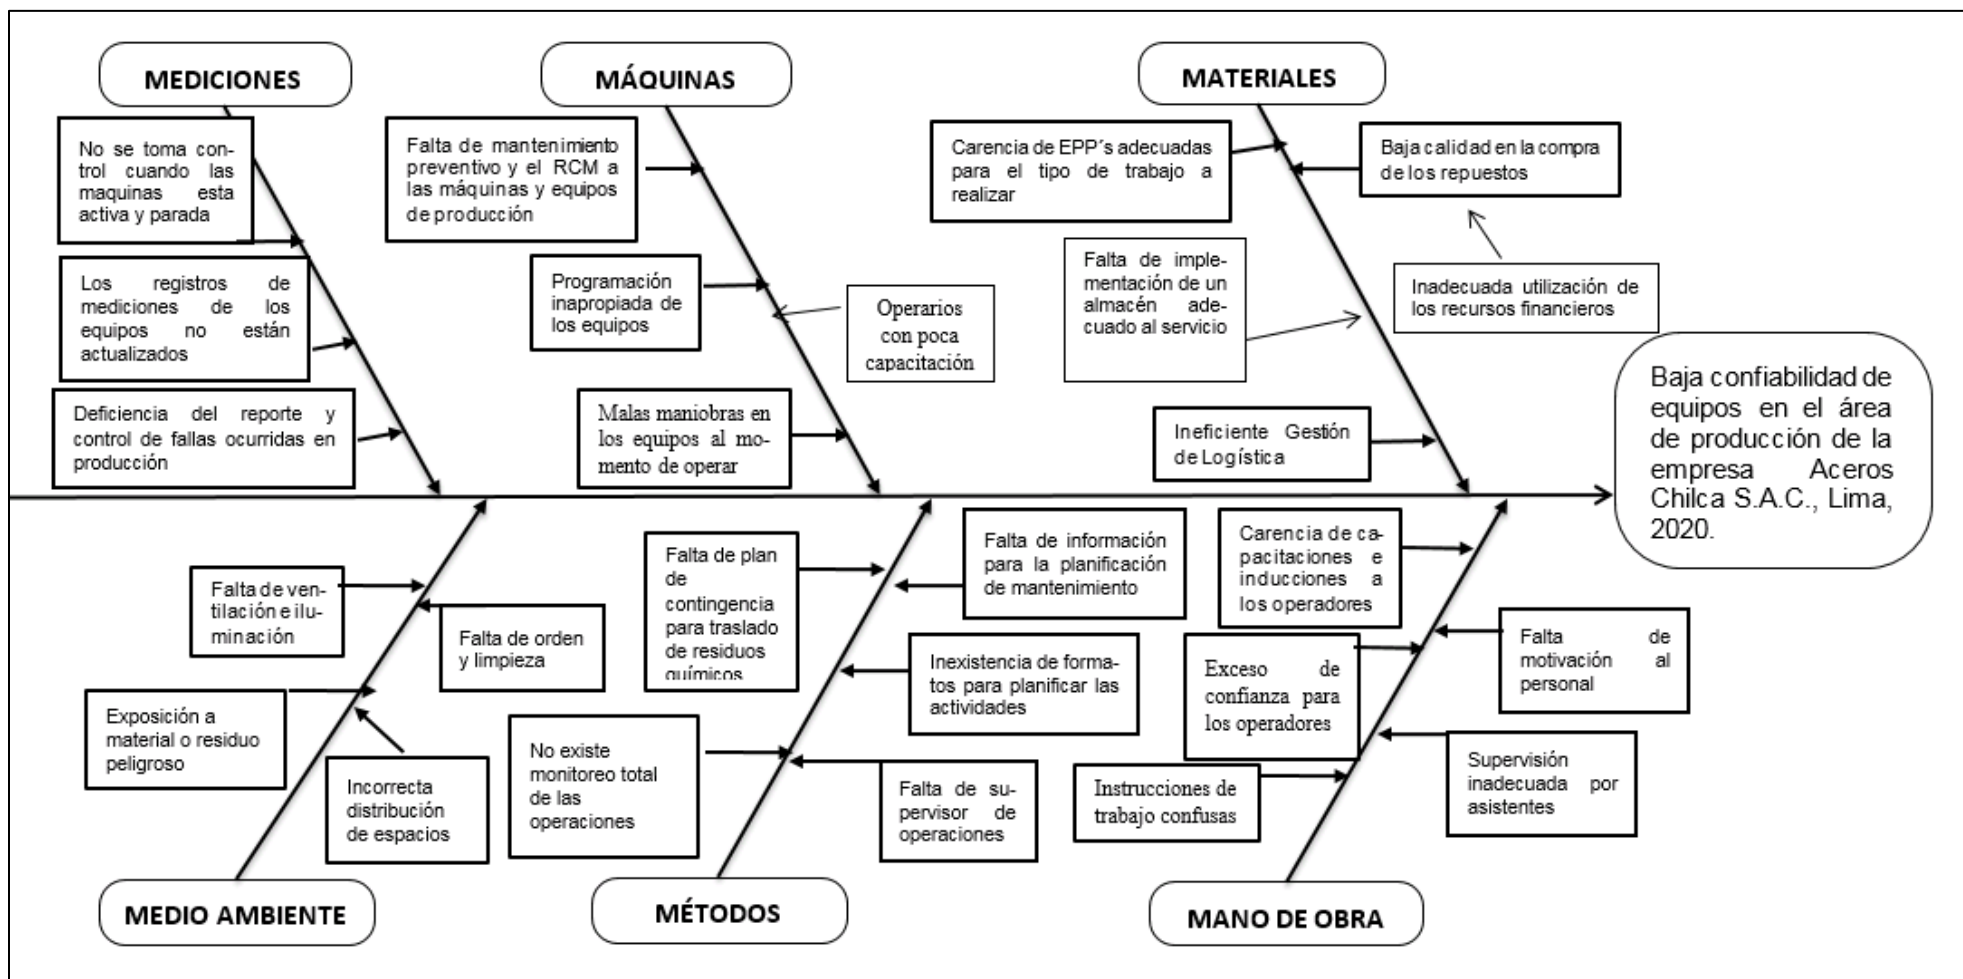 MEDICIONES
MÁQUINAS
MATERIALES
No se toma con-
trol cuando las
maquinas esta
activa y parada
Falta de mantenimiento
preventivo y el RCM a
las máquinas y equipos
de producción
Carencia de EPP´s adecuadas
para el tipo de trabajo a
realizar
Baja calidad en la compra
de los repuestos
Los registros de
mediciones de los
equipos no están
actualizados
Programación
inapropiada de
los equipos
Operarios
con poca
capacitación
Falta de imple-
mentación de un
almacén ade-
cuado al servicio
Inadecuada utilización de
los recursos financieros
Deficiencia del reporte y
control de fallas ocurridas en
producción
Malas maniobras en
los equipos al mo-
mento de operar
Ineficiente Gestión
de Logística
Baja confiabilidad de
equipos en el área
de producción de la
empresa Aceros
Chilca S.A.C., Lima,
2020.
Falta de ven-
tilación e ilu-
minación
Falta de orden
y limpieza
Exposición a
material o residuo
peligroso
Incorrecta
distribución
de espacios
Falta de plan
de
contingencia
para traslado
de residuos
químicos
Falta de información
para la planificación
de mantenimiento
Inexistencia de forma-
tos para planificar las
actividades
No existe
monitoreo total
de las
operaciones
Falta de su-
pervisor de
operaciones
Carencia de ca-
pacitaciones e
inducciones a
los operadores
Falta de
motivación al
personal
Exceso de
confianza para
los operadores
Supervisión
inadecuada por
asistentes
Instrucciones de
trabajo confusas
MEDIO AMBIENTE
MÉTODOS
MANO DE OBRA